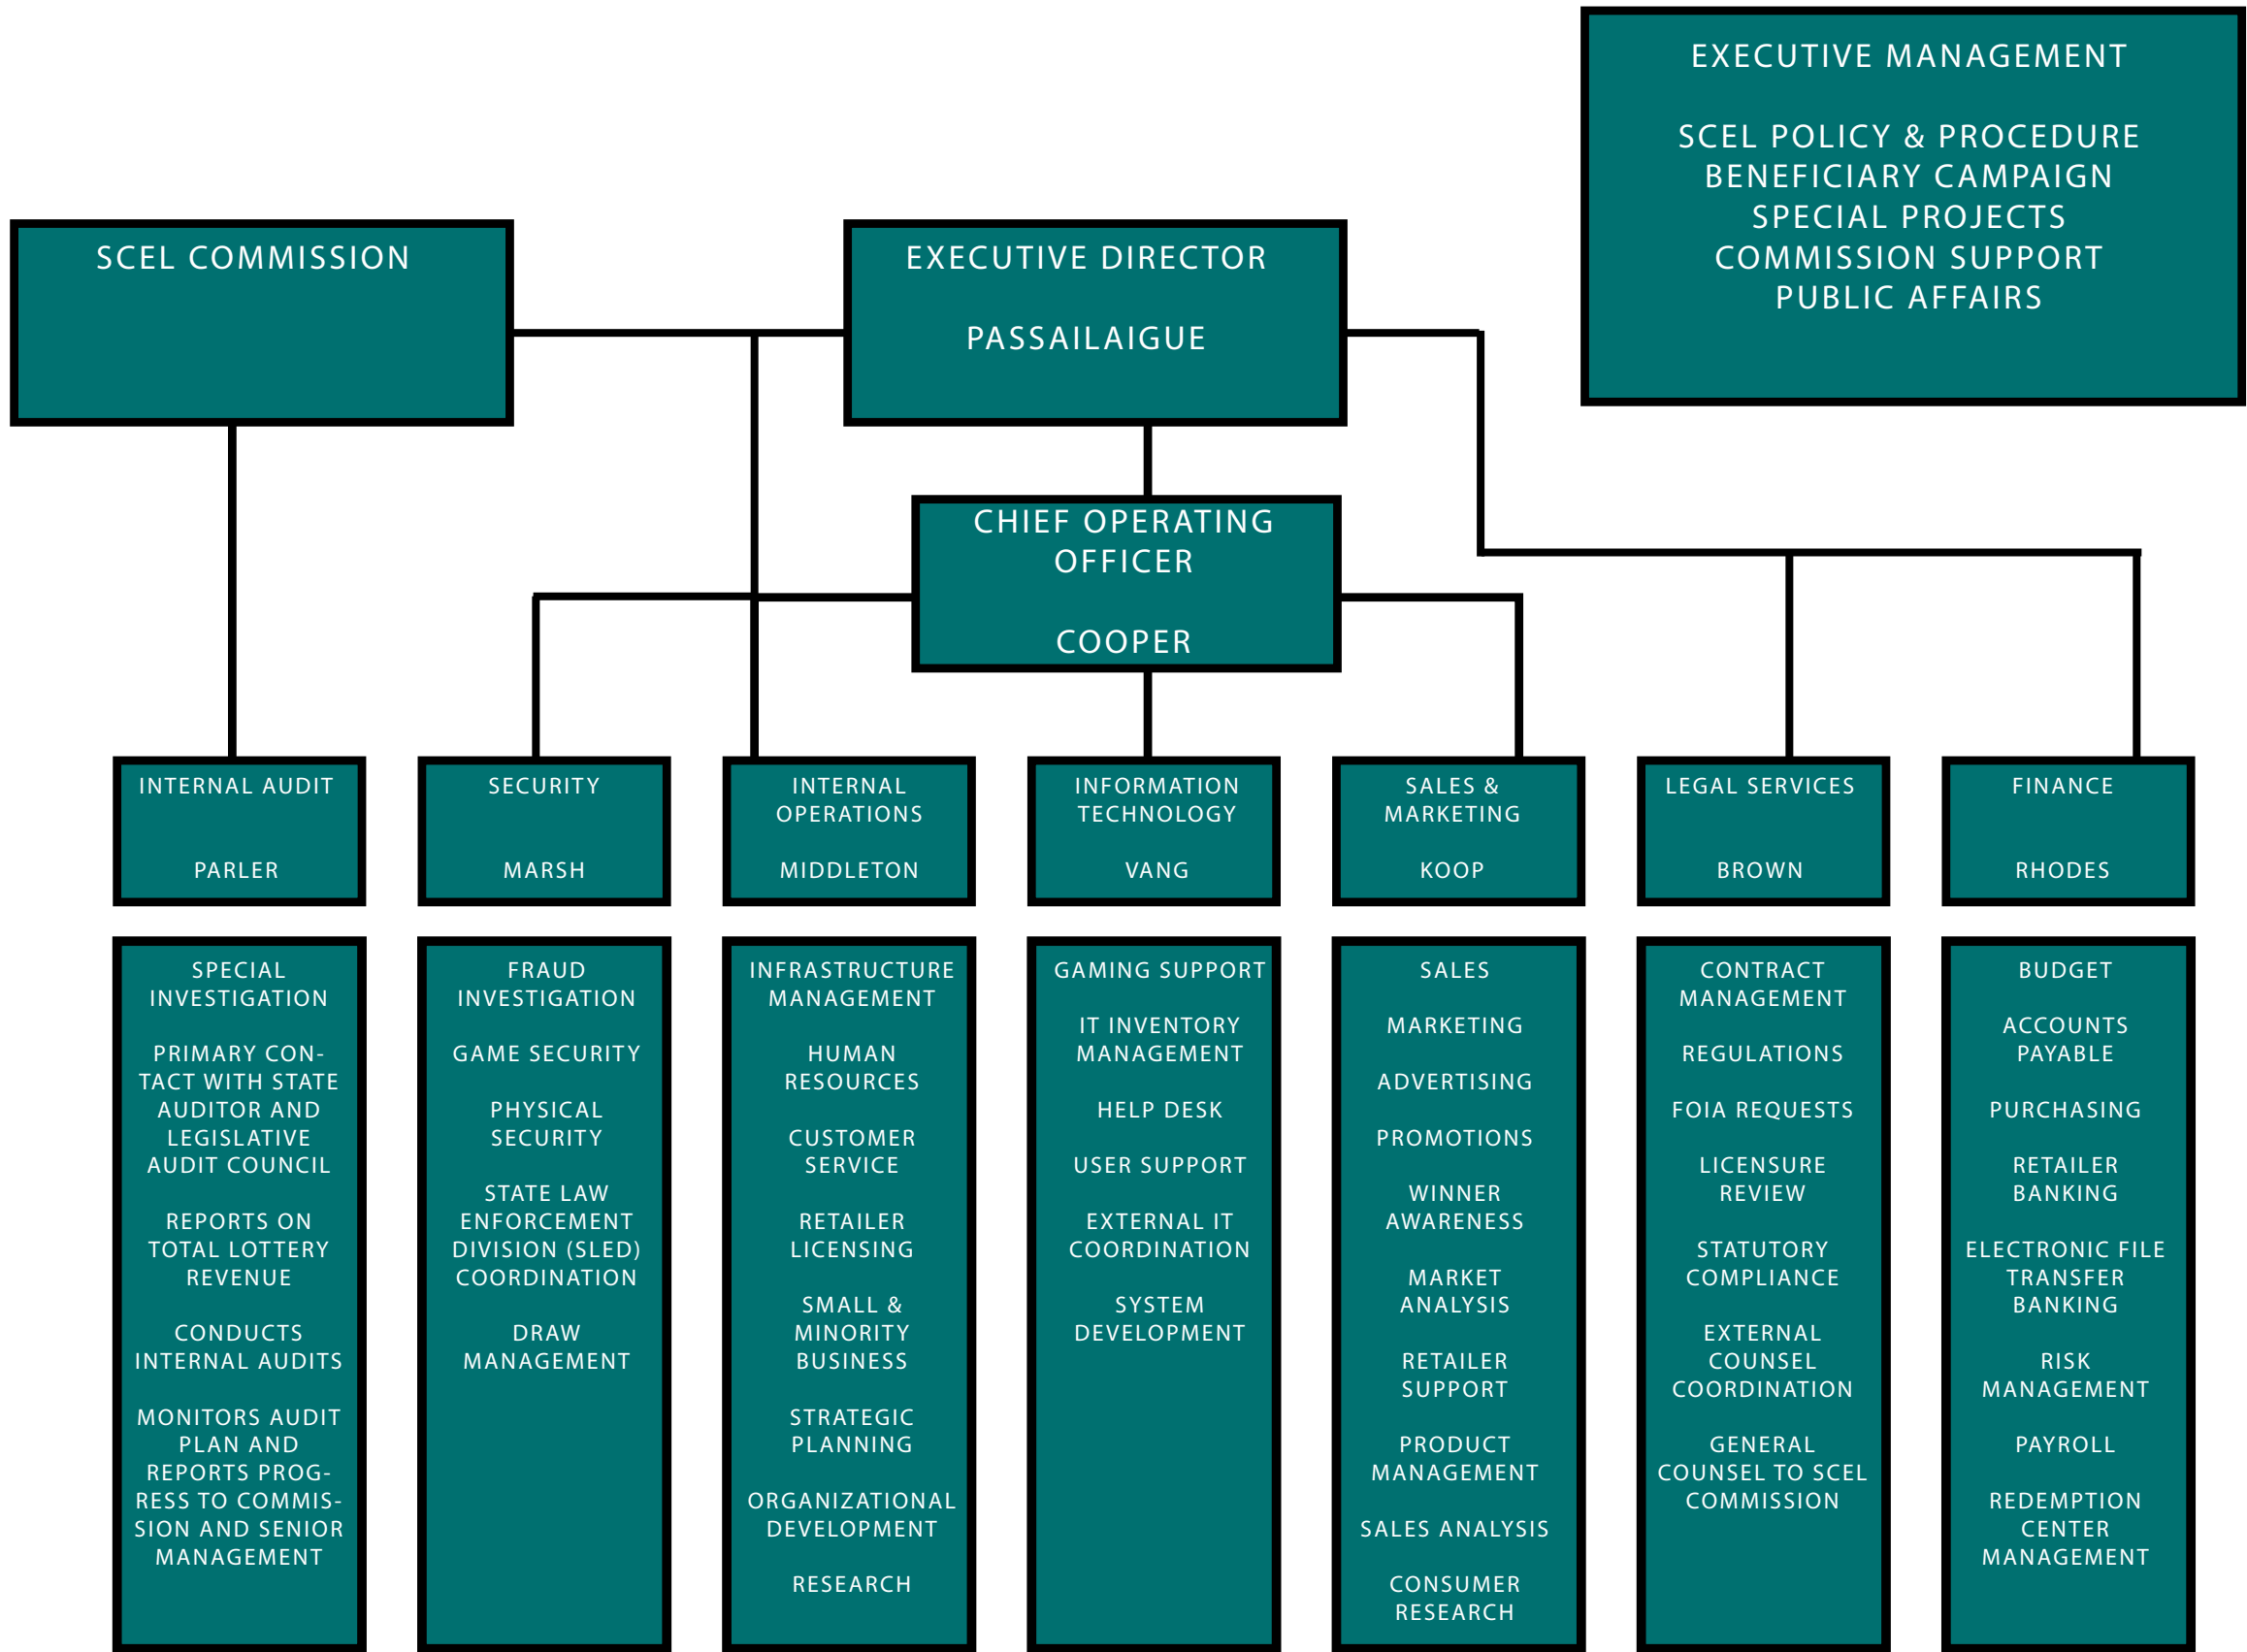 EXECUTIVE MANAGEMENT
SCEL POLICY & PROCEDURE
BENEFICIARY CAMPAIGN
SPECIAL PROJECTS
COMMISSION SUPPORT
PUBLIC AFFAIRS
SCEL COMMISSION
EXECUTIVE DIRECTOR
PASSAILAIGUE
CHIEF OPERATING
OFFICER
COOPER
INTERNAL AUDIT
PARLER
SECURITY
MARSH
INTERNAL
OPERATIONS
MIDDLETON
INFORMATION
TECHNOLOGY
VANG
SALES &
MARKETING
KOOP
LEGAL SERVICES
BROWN
FINANCE
RHODES
SPECIAL
INVESTIGATION
PRIMARY CON-
TACT WITH STATE
AUDITOR AND
LEGISLATIVE
AUDIT COUNCIL
REPORTS ON
TOTAL LOTTERY
REVENUE
CONDUCTS
INTERNAL AUDITS
MONITORS AUDIT
PLAN AND
REPORTS PROG-
RESS TO COMMIS-
SION AND SENIOR
MANAGEMENT
FRAUD
INVESTIGATION
GAME SECURITY
PHYSICAL
SECURITY
STATE LAW
ENFORCEMENT
DIVISION (SLED)
COORDINATION
DRAW
MANAGEMENT
INFRASTRUCTURE
MANAGEMENT
HUMAN
RESOURCES
CUSTOMER
SERVICE
RETAILER
LICENSING
SMALL &
MINORITY
BUSINESS
STRATEGIC
PLANNING
ORGANIZATIONAL
DEVELOPMENT
RESEARCH
GAMING SUPPORT
IT INVENTORY
MANAGEMENT
HELP DESK
USER SUPPORT
EXTERNAL IT
COORDINATION
SYSTEM
DEVELOPMENT
SALES
MARKETING
ADVERTISING
PROMOTIONS
WINNER
AWARENESS
MARKET
ANALYSIS
RETAILER
SUPPORT
PRODUCT
MANAGEMENT
SALES ANALYSIS
CONSUMER
RESEARCH
CONTRACT
MANAGEMENT
REGULATIONS
FOIA REQUESTS
LICENSURE
REVIEW
STATUTORY
COMPLIANCE
EXTERNAL
COUNSEL
COORDINATION
GENERAL
COUNSEL TO SCEL
COMMISSION
BUDGET
ACCOUNTS
PAYABLE
PURCHASING
RETAILER
BANKING
ELECTRONIC FILE
TRANSFER
BANKING
RISK
MANAGEMENT
PAYROLL
REDEMPTION
CENTER
MANAGEMENT